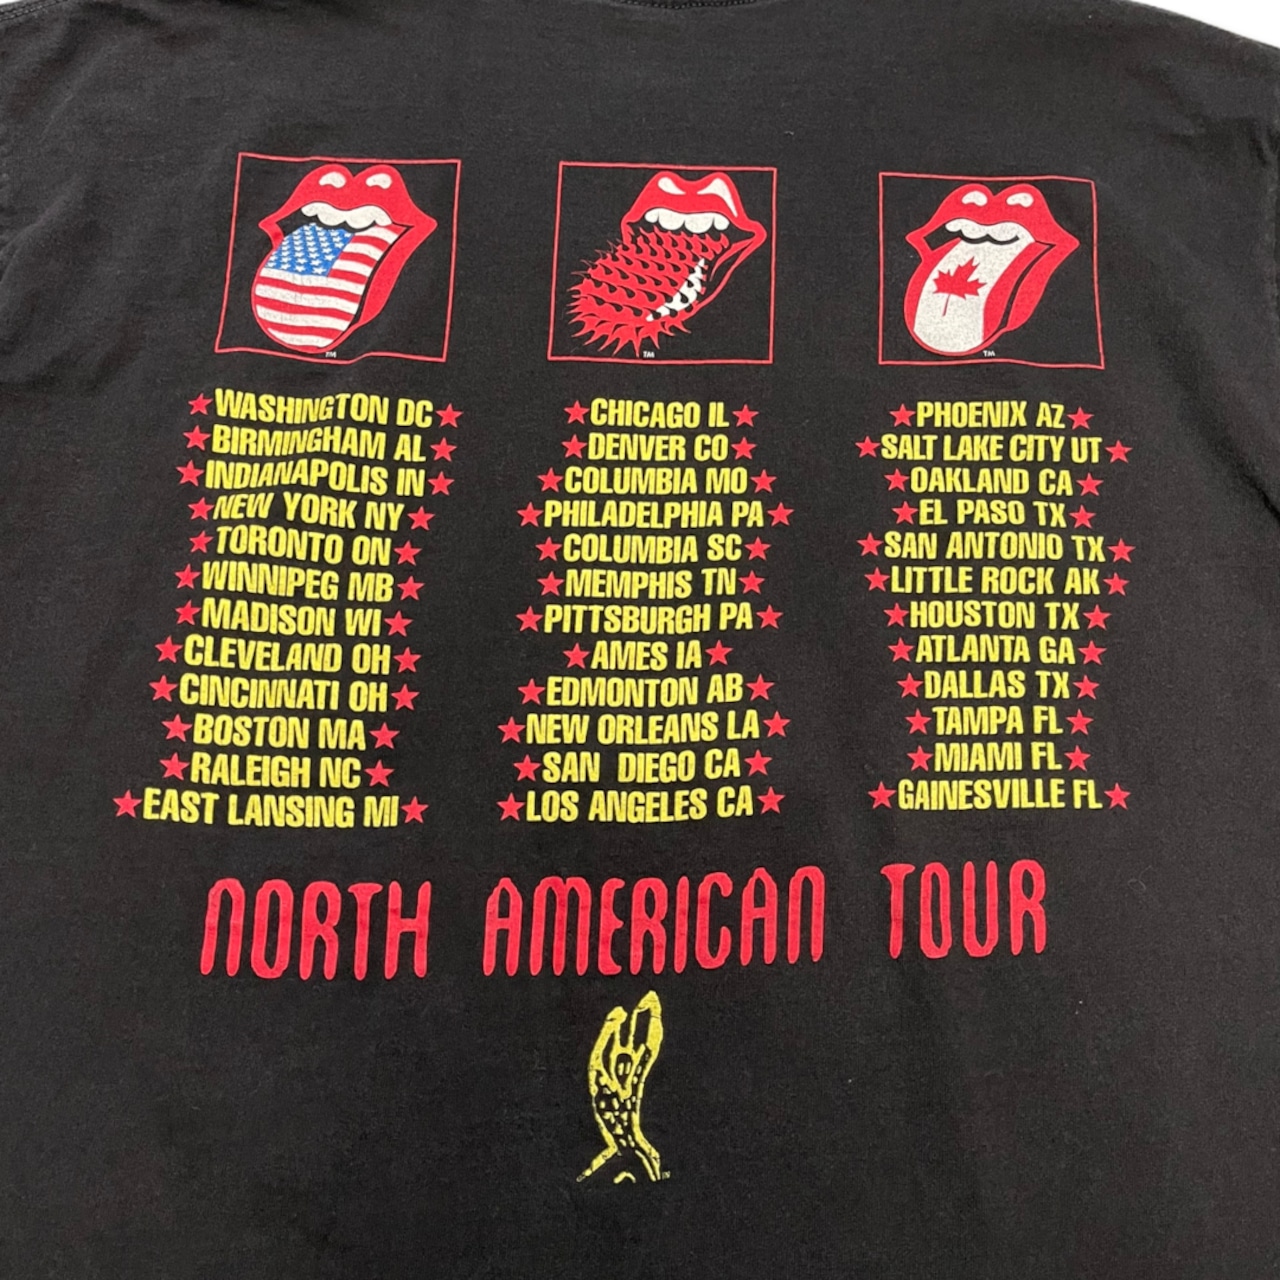 TM
TM
TM
WASHINGTON DC
BIRMINGHAM AL
INDIANAPOLIS IN
NEW YORK NY
TORONTO ON
WINNIPEG MB
MADISON WI
CLEVELAND OH
CINCINNATI OH
BOSTON MA
RALEIGH NC
EAST LANSING MI
CHICAGO IL
DENVER CO
COLUMBIA MO
PHILADELPHIA PA
COLUMBIA SC
MEMPHIS TN
PITTSBURGH PA
AMES IA
EDMONTON AB
NEW ORLEANS LA
SAN DIEGO CA
LOS ANGELES CA
PHOENIX AZ
SALT LAKE CITY UT
OAKLAND CA
EL PASO TX
SAN ANTONIO TX
LITTLE ROCK AK
HOUSTON TX
ATLANTA GA
DALLAS TX
TAMPA FL
MIAMI FL
GAINESVILLE FL
NORTH AMERICAN TOUR